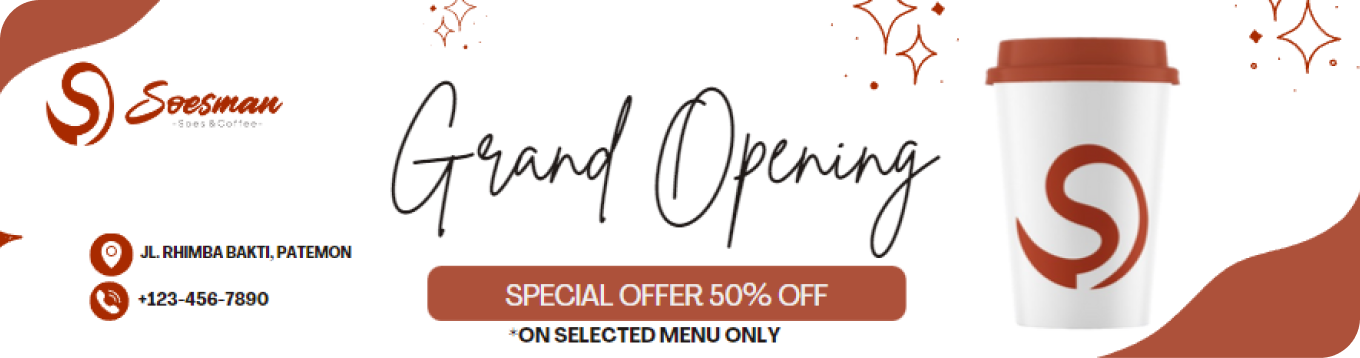 Soesman
-Soes & Coffee-
Grand Opening
JL. RHIMBA BAKTI, PATEMON
+123-456-7890
SPECIAL OFFER 50% OFF
*ON SELECTED MENU ONLY